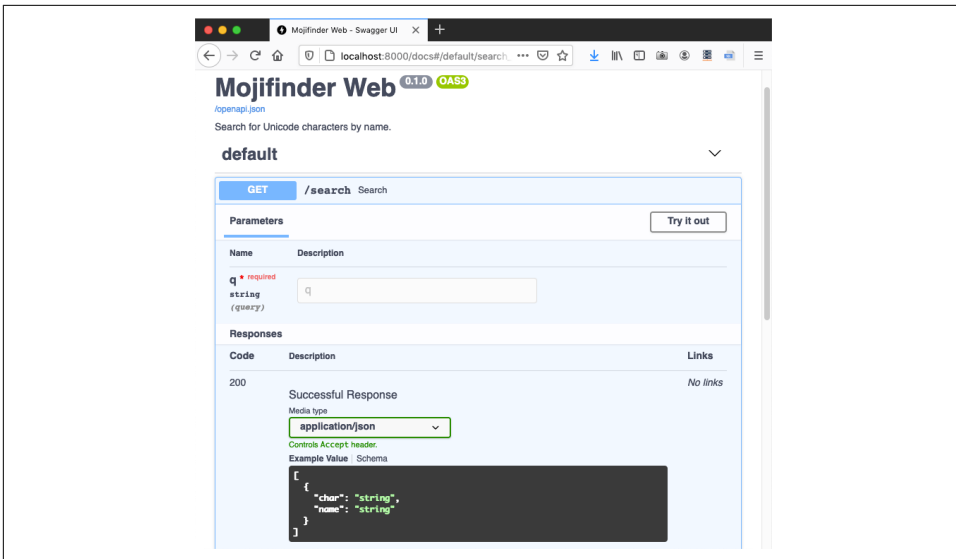 Mojifinder Web - Swagger UI
localhost:8000/docs#/default/search_
Mojifinder Web 0.1.0 OAS3
/openapi.json
Search for Unicode characters by name.
default
GET /search Search
Parameters Try it out
Name Description
q * required
string
(query)
q
Responses
Code Description Links
200 No links
Successful Response
Media type
application/json
Controls Accept header.
Example Value Schema
[
{
"char": "string",
"name": "string"
}
]